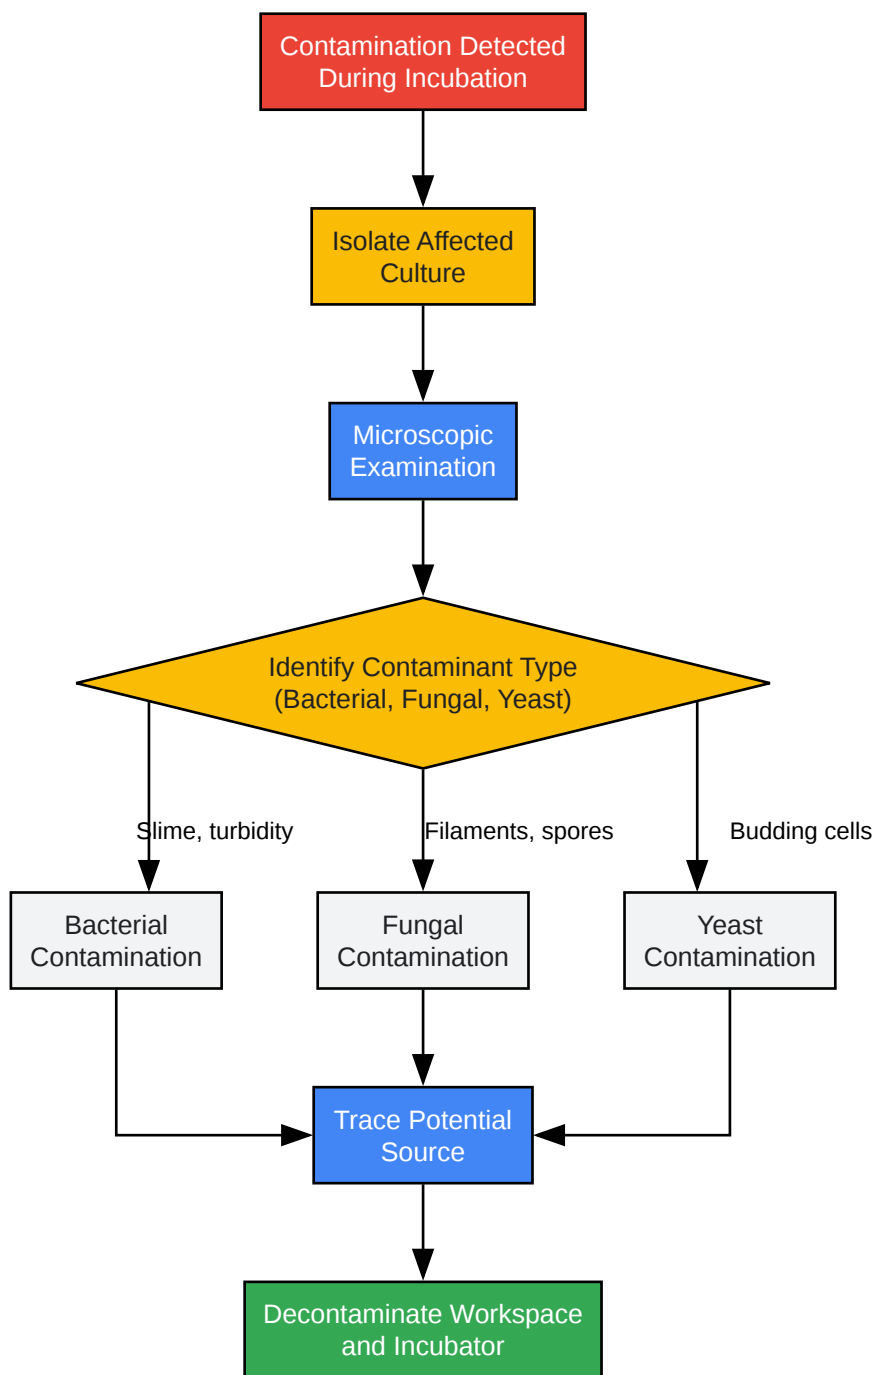 Contamination Detected
During Incubation
Isolate Affected
Culture
Microscopic
Examination
Identify Contaminant Type
(Bacterial, Fungal, Yeast)
Slime, turbidity
Filaments, spores
Budding cells
Bacterial
Contamination
Fungal
Contamination
Yeast
Contamination
Trace Potential
Source
Decontaminate Workspace
and Incubator